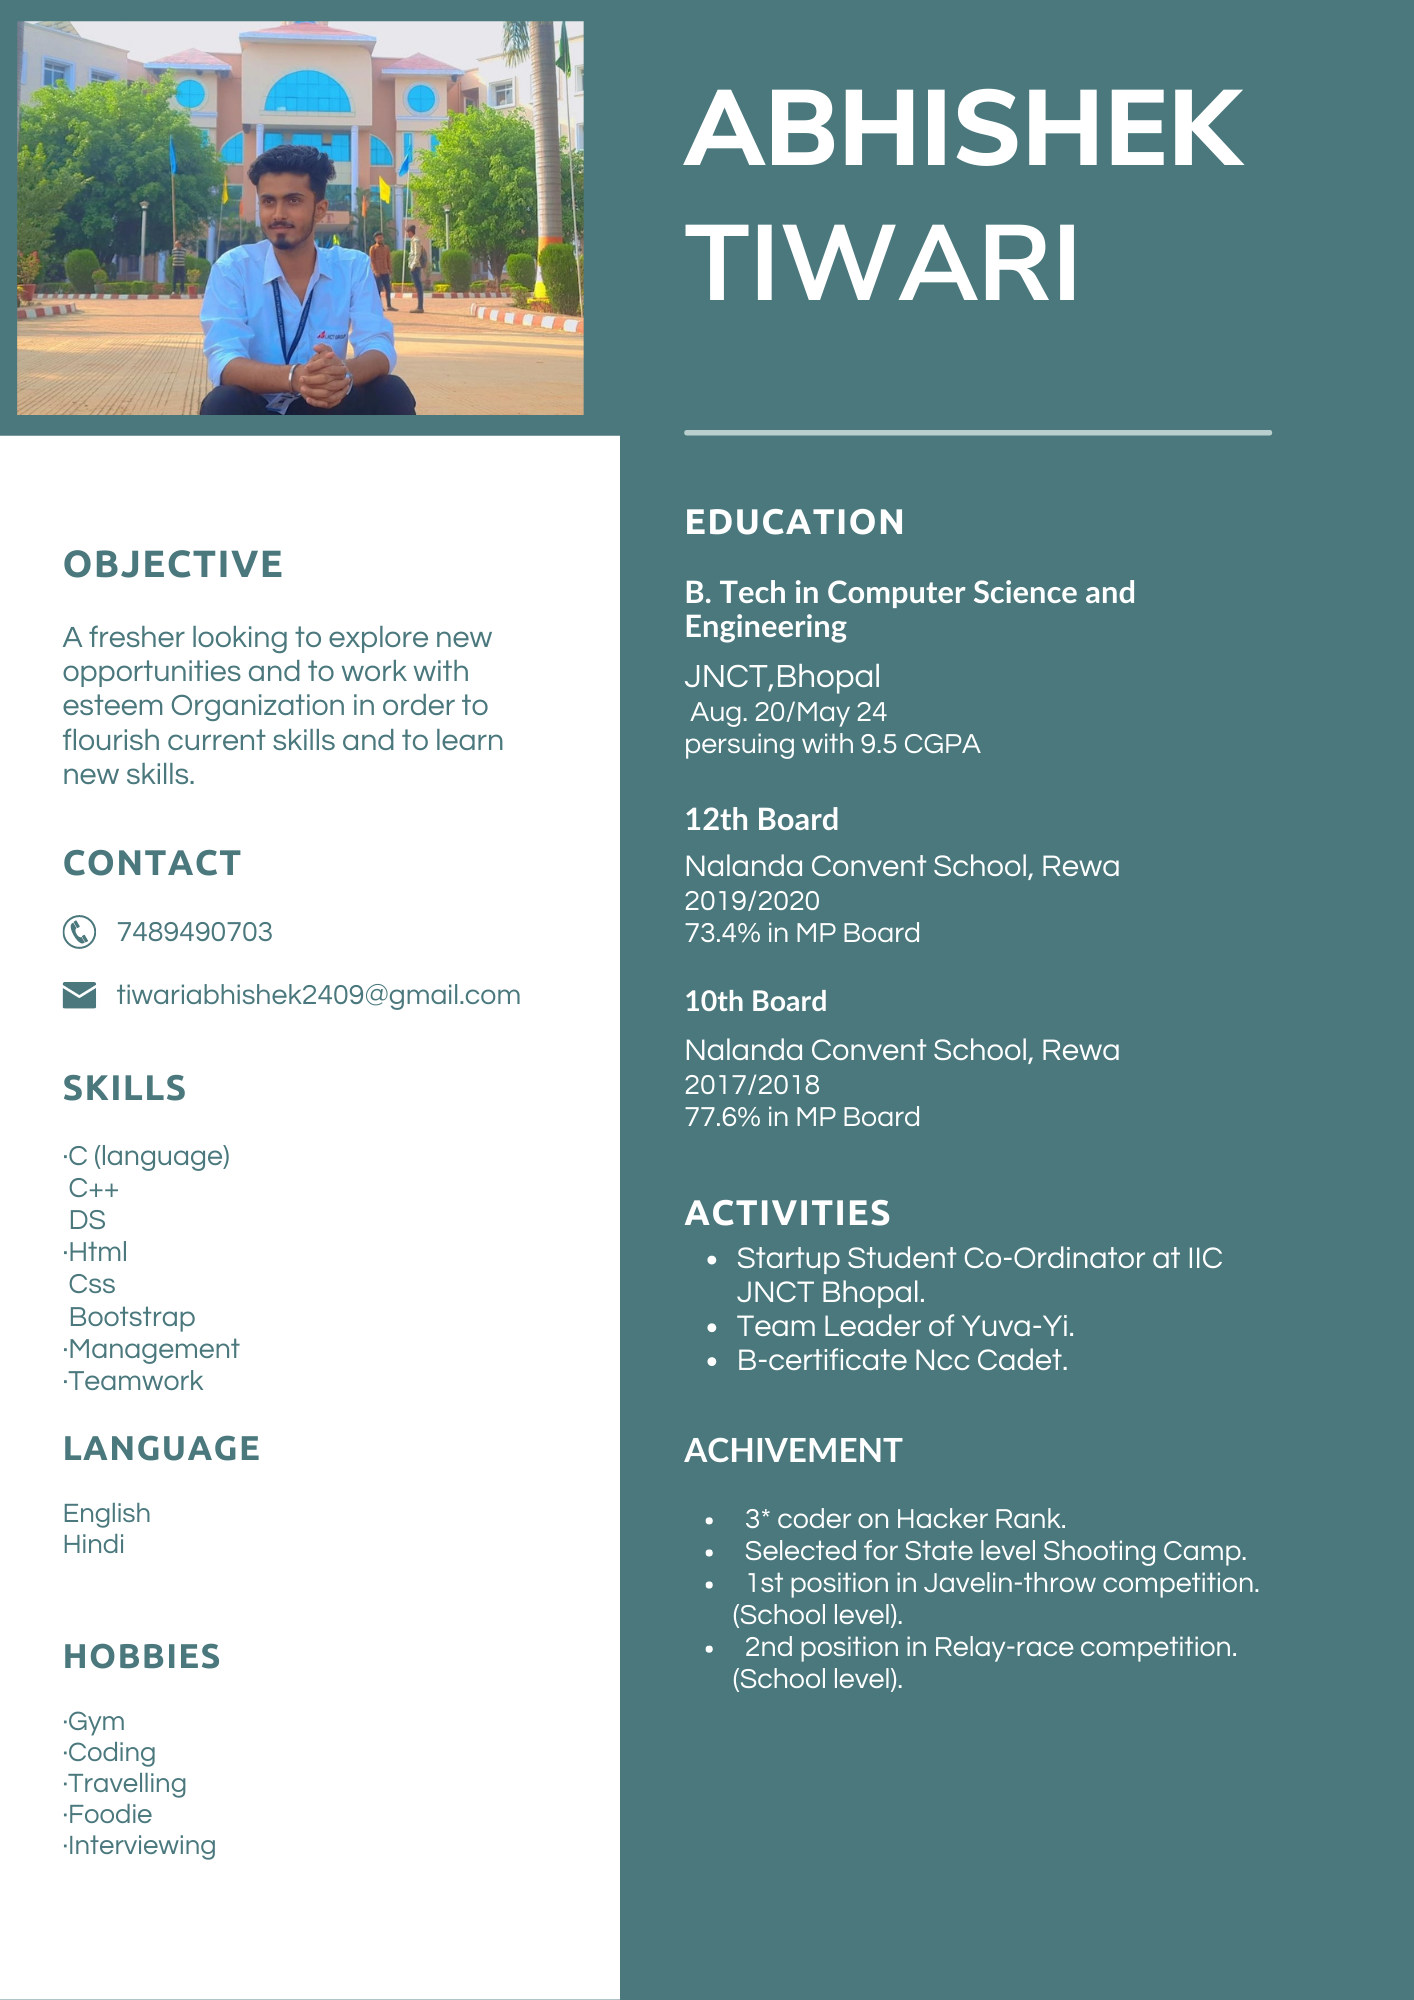 ABHISHEK
TIWARI
OBJECTIVE
A fresher looking to explore new
opportunities and to work with
esteem Organization in order to
flourish current skills and to learn
new skills.
CONTACT
7489490703
tiwariabhishek2409@gmail.com
SKILLS
·C (language)
C++
DS
·Html
Css
Bootstrap
·Management
·Teamwork
LANGUAGE
English
Hindi
HOBBIES
·Gym
·Coding
·Travelling
·Foodie
·Interviewing
EDUCATION
B. Tech in Computer Science and
Engineering
JNCT,Bhopal
Aug. 20/May 24
persuing with 9.5 CGPA
12th Board
Nalanda Convent School, Rewa
2019/2020
73.4% in MP Board
10th Board
Nalanda Convent School, Rewa
2017/2018
77.6% in MP Board
ACTIVITIES
• Startup Student Co-Ordinator at IIC
JNCT Bhopal.
• Team Leader of Yuva-Yi.
• B-certificate Ncc Cadet.
ACHIVEMENT
• 3* coder on Hacker Rank.
• Selected for State level Shooting Camp.
• 1st position in Javelin-throw competition.
(School level).
• 2nd position in Relay-race competition.
(School level).